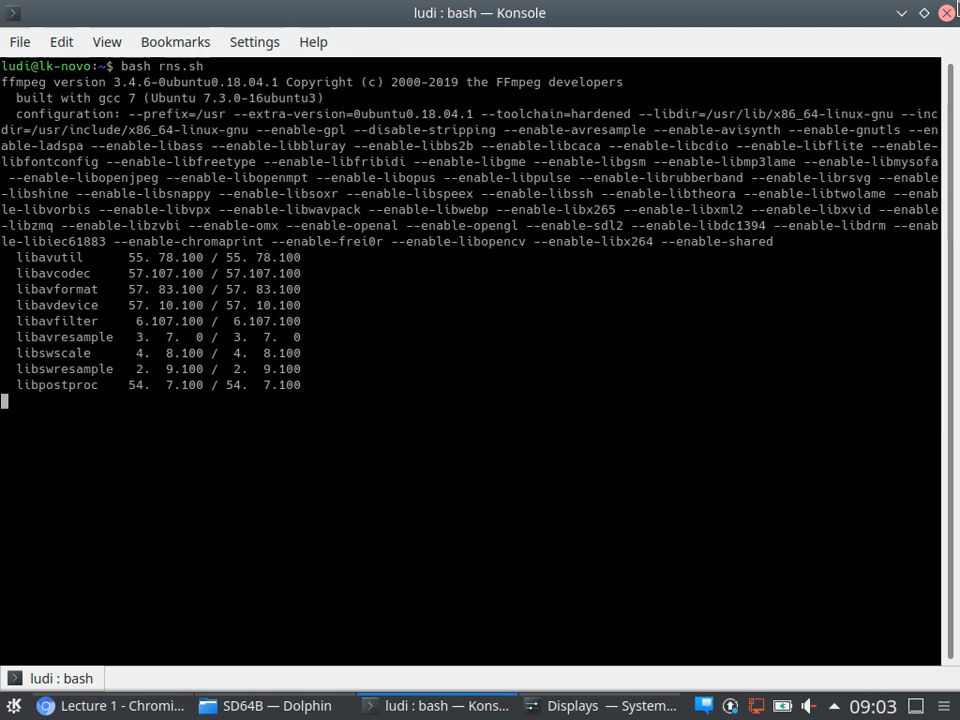 ludi : bash — Konsole
File Edit View Bookmarks Settings Help
ludi@lk-novo:~$ bash rns.sh
ffmpeg version 3.4.6-0ubuntu0.18.04.1 Copyright (c) 2000-2019 the FFmpeg developers
  built with gcc 7 (Ubuntu 7.3.0-16ubuntu3)
  configuration: --prefix=/usr --extra-version=0ubuntu0.18.04.1 --toolchain=hardened --libdir=/usr/lib/x86_64-linux-gnu --inc
dir=/usr/include/x86_64-linux-gnu --enable-gpl --disable-stripping --enable-avresample --enable-avisynth --enable-gnutls --en
able-ladspa --enable-libass --enable-libbluray --enable-libbs2b --enable-libcaca --enable-libcdio --enable-libflite --enable-
libfontconfig --enable-libfreetype --enable-libfribidi --enable-libgme --enable-libgsm --enable-libmp3lame --enable-libmysofa
 --enable-libopenjpeg --enable-libopenmpt --enable-libopus --enable-libpulse --enable-librubberband --enable-librsvg --enable
-libshine --enable-libsnappy --enable-libsoxr --enable-libspeex --enable-libssh --enable-libtheora --enable-libtwolame --enab
le-libvorbis --enable-libvpx --enable-libwavpack --enable-libwebp --enable-libx265 --enable-libxml2 --enable-libxvid --enable
-libzmq --enable-libzvbi --enable-omx --enable-openal --enable-opengl --enable-sdl2 --enable-libdc1394 --enable-libdrm --enab
le-libiec61883 --enable-chromaprint --enable-frei0r --enable-libopencv --enable-libx264 --enable-shared
  libavutil      55. 78.100 / 55. 78.100
  libavcodec     57.107.100 / 57.107.100
  libavformat    57. 83.100 / 57. 83.100
  libavdevice    57. 10.100 / 57. 10.100
  libavfilter     6.107.100 /  6.107.100
  libavresample   3.  7.  0 /  3.  7.  0
  libswscale      4.  8.100 /  4.  8.100
  libswresample   2.  9.100 /  2.  9.100
  libpostproc    54.  7.100 / 54.  7.100
ludi : bash
Lecture 1 - Chromi... SD64B — Dolphin ludi : bash — Kons... Displays — System... 09:03